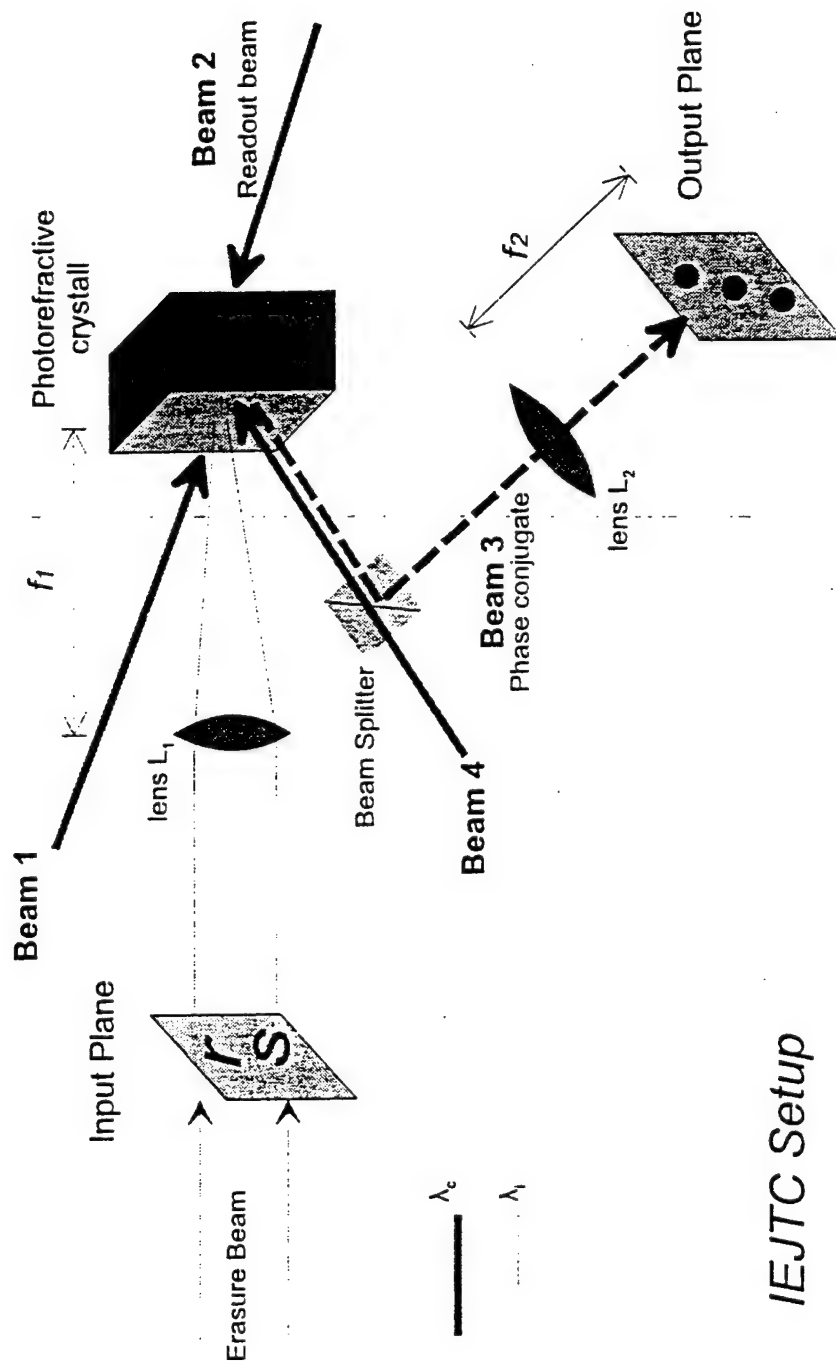 Beam 1
Photorefractive
crystall
Beam 2
Readout beam
f1
lens L1
Input Plane
r
s
Erasure Beam
Beam Splitter
Beam 4
Beam 3
Phase conjugate
lens L2
f2
Output Plane
λc
λi
IEJTC Setup